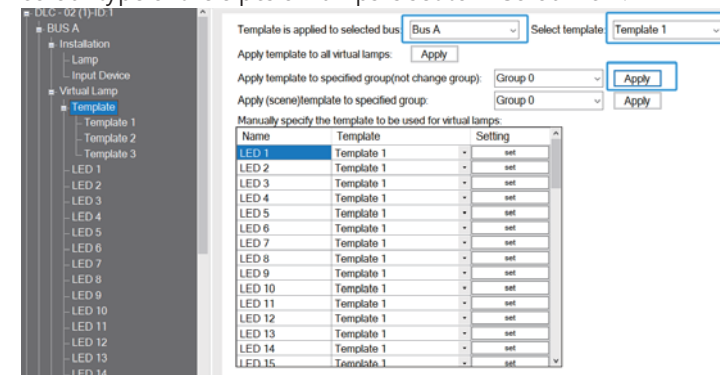 DLC - 02 (1)-ID:1
BUS A
Installation
Lamp
Input Device
Virtual Lamp
Template
Template 1
Template 2
Template 3
LED 1
LED 2
LED 3
LED 4
LED 5
LED 6
LED 7
LED 8
LED 9
LED 10
LED 11
LED 12
LED 13
LED 14
Template is applied to selected bus: Bus A Select template: Template 1
Apply template to all virtual lamps: Apply
Apply template to specified group(not change group): Group 0 Apply
Apply (scene)template to specified group: Group 0 Apply
Manually specify the template to be used for virtual lamps:
Name Template Setting
LED 1 Template 1 set
LED 2 Template 1 set
LED 3 Template 1 set
LED 4 Template 1 set
LED 5 Template 1 set
LED 6 Template 1 set
LED 7 Template 1 set
LED 8 Template 1 set
LED 9 Template 1 set
LED 10 Template 1 set
LED 11 Template 1 set
LED 12 Template 1 set
LED 13 Template 1 set
LED 14 Template 1 set
LED 15 Template 1 set